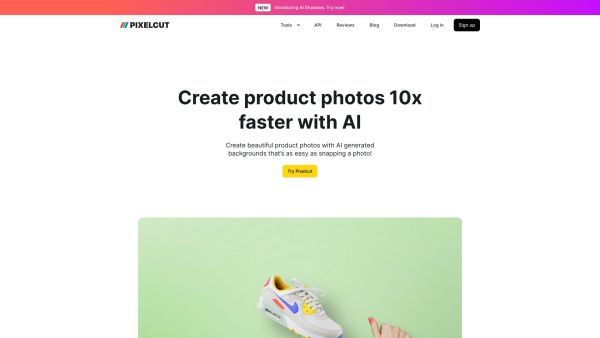 NEW Introducing AI Shadows. Try now!
PIXELCUT Tools API Reviews Blog Download Log in Sign up
Create product photos 10x
faster with AI
Create beautiful product photos with AI generated
backgrounds that's as easy as snapping a photo!
Try Pixelcut